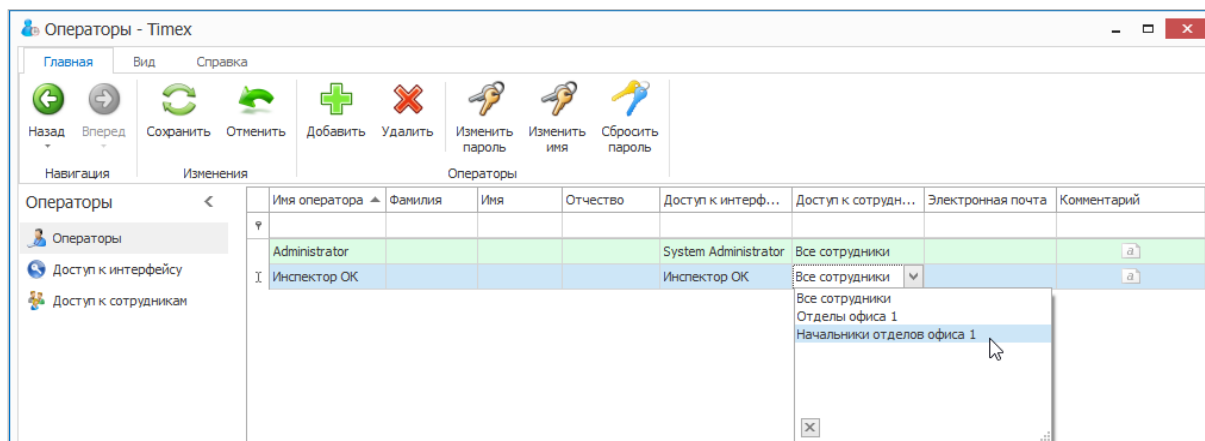 Операторы - Timex
Главная Вид Справка
Назад Вперед Сохранить Отменить Добавить Удалить Изменить пароль Изменить имя Сбросить пароль
Навигация Изменения Операторы
Операторы
Имя оператора Фамилия Имя Отчество Доступ к интерф... Доступ к сотрудн... Электронная почта Комментарий
Операторы
Administrator System Administrator Все сотрудники a
Доступ к интерфейсу
Инспектор ОК Инспектор ОК Все сотрудники a
Доступ к сотрудникам
Все сотрудники
Отделы офиса 1
Начальники отделов офиса 1